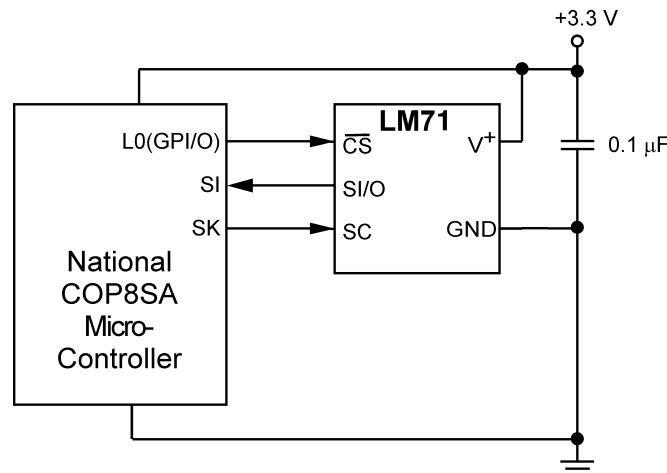 +3.3 V
LM71
L0(GPI/O)
CS
V+
0.1 μF
SI
SI/O
SK
SC
GND
National
COP8SA
Micro-
Controller